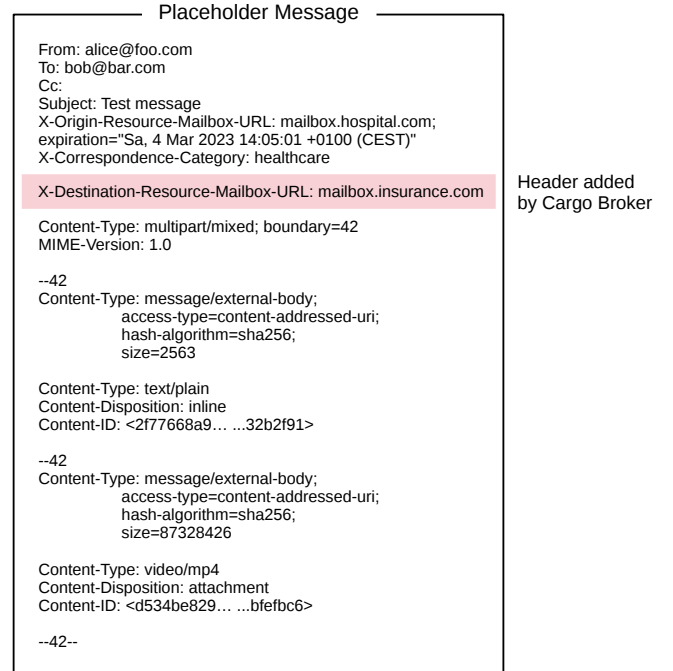 Placeholder Message
From: alice@foo.com
To: bob@bar.com
Cc:
Subject: Test message
X-Origin-Resource-Mailbox-URL: mailbox.hospital.com;
expiration="Sa, 4 Mar 2023 14:05:01 +0100 (CEST)"
X-Correspondence-Category: healthcare
X-Destination-Resource-Mailbox-URL: mailbox.insurance.com
Header added
by Cargo Broker
Content-Type: multipart/mixed; boundary=42
MIME-Version: 1.0
--42
Content-Type: message/external-body;
access-type=content-addressed-uri;
hash-algorithm=sha256;
size=2563
Content-Type: text/plain
Content-Disposition: inline
Content-ID: <2f77668a9… ...32b2f91>
--42
Content-Type: message/external-body;
access-type=content-addressed-uri;
hash-algorithm=sha256;
size=87328426
Content-Type: video/mp4
Content-Disposition: attachment
Content-ID: <d534be829… ...bfefbc6>
--42--